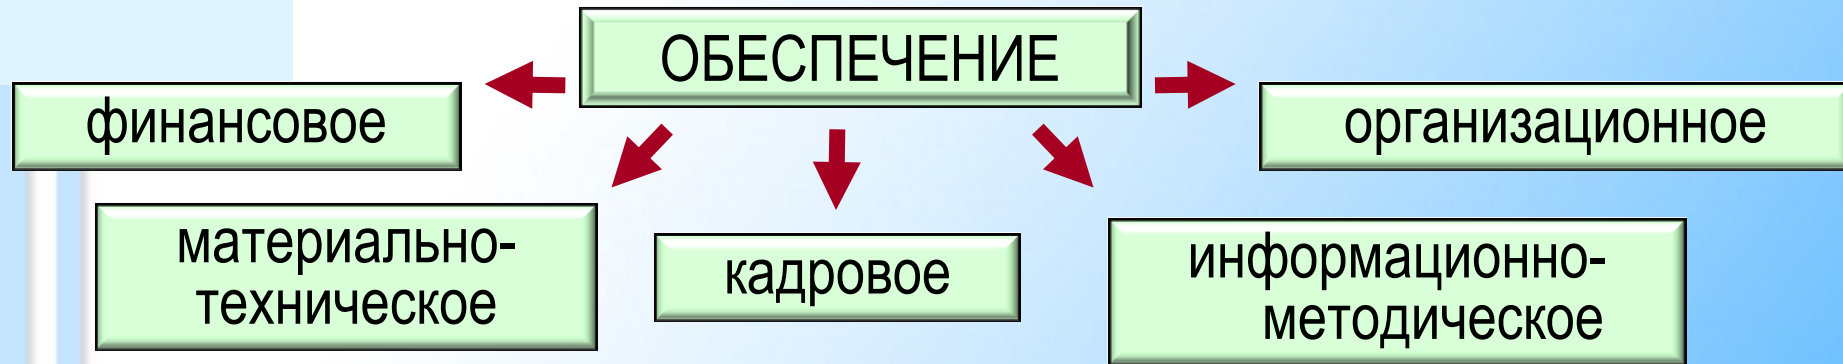 ОБЕСПЕЧЕНИЕ
финансовое
организационное
материально-
техническое
кадровое
информационно-
методическое